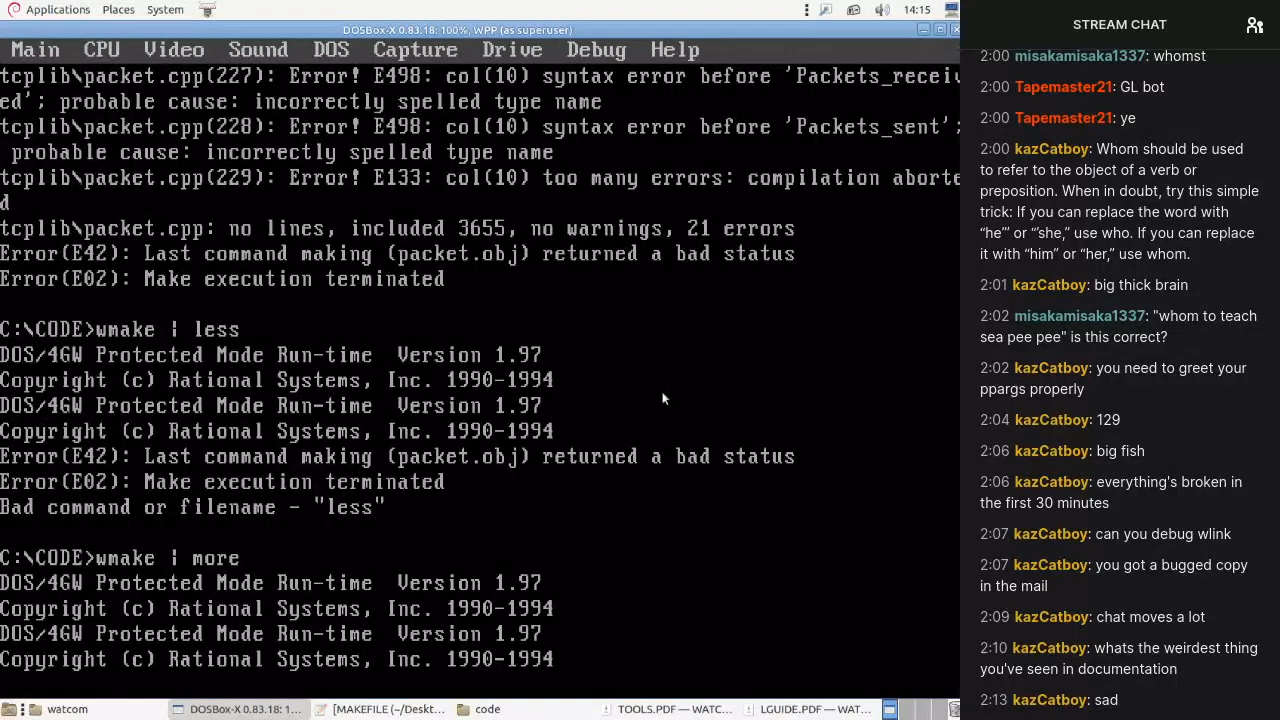 Applications Places System 14:15
DOSBox-X 0.83.18: 100%, WPP (as superuser)
Main CPU Video Sound DOS Capture Drive Debug Help
tcplib\packet.cpp(227): Error! E498: col(10) syntax error before 'Packets_receiv
ed'; probable cause: incorrectly spelled type name
tcplib\packet.cpp(228): Error! E498: col(10) syntax error before 'Packets_sent';
probable cause: incorrectly spelled type name
tcplib\packet.cpp(229): Error! E133: col(10) too many errors: compilation aborte
d
tcplib\packet.cpp: no lines, included 3655, no warnings, 21 errors
Error(E42): Last command making (packet.obj) returned a bad status
Error(E02): Make execution terminated
C:\CODE>wmake | less
DOS/4GW Protected Mode Run-time Version 1.97
Copyright (c) Rational Systems, Inc. 1990-1994
DOS/4GW Protected Mode Run-time Version 1.97
Copyright (c) Rational Systems, Inc. 1990-1994
Error(E42): Last command making (packet.obj) returned a bad status
Error(E02): Make execution terminated
Bad command or filename - "less"
C:\CODE>wmake | more
DOS/4GW Protected Mode Run-time Version 1.97
Copyright (c) Rational Systems, Inc. 1990-1994
DOS/4GW Protected Mode Run-time Version 1.97
Copyright (c) Rational Systems, Inc. 1990-1994
watcom DOSBox-X 0.83.18: 1... [MAKEFILE (~/Deskt... code TOOLS.PDF — WATC... LGUIDE.PDF — WAT...
STREAM CHAT
2:00 misakamisaka1337: whomst
2:00 Tapemaster21: GL bot
2:00 Tapemaster21: ye
2:00 kazCatboy: Whom should be used
to refer to the object of a verb or
preposition. When in doubt, try this simple
trick: If you can replace the word with
“he”’ or “’she,” use who. If you can replace
it with “him” or “her,” use whom.
2:01 kazCatboy: big thick brain
2:02 misakamisaka1337: "whom to teach
sea pee pee" is this correct?
2:02 kazCatboy: you need to greet your
ppargs properly
2:04 kazCatboy: 129
2:06 kazCatboy: big fish
2:06 kazCatboy: everything's broken in
the first 30 minutes
2:07 kazCatboy: can you debug wlink
2:07 kazCatboy: you got a bugged copy
in the mail
2:09 kazCatboy: chat moves a lot
2:10 kazCatboy: whats the weirdest thing
you've seen in documentation
2:13 kazCatboy: sad